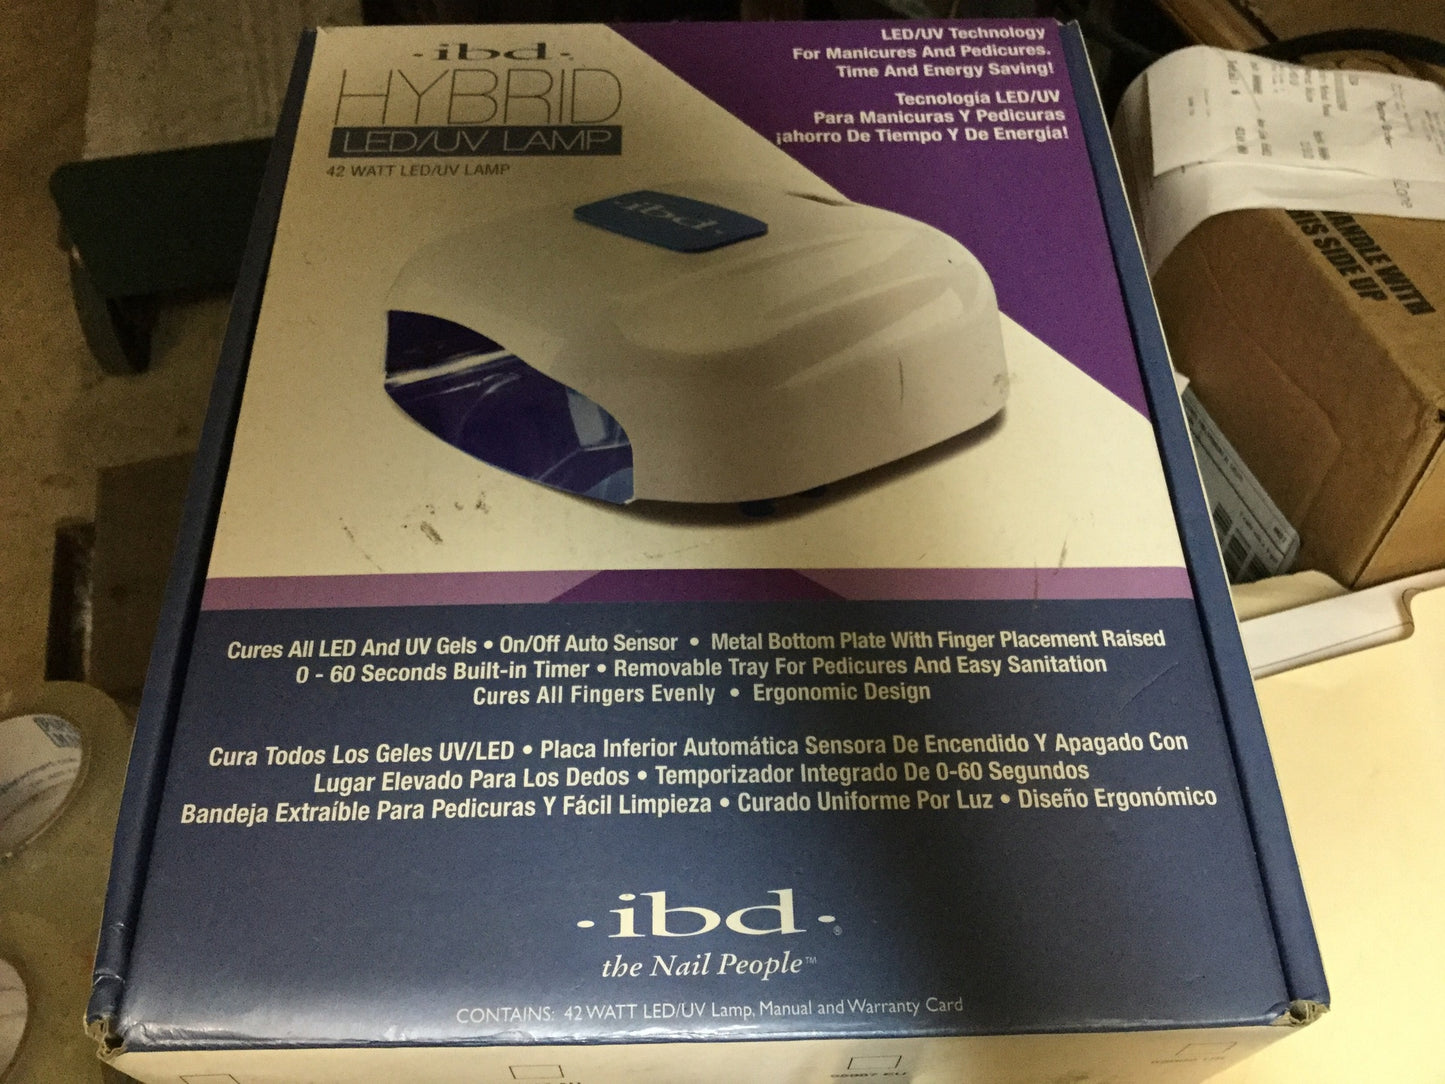 ·ibd·
HYBRID
LED/UV LAMP
42 WATT LED/UV LAMP
LED/UV Technology
For Manicures And Pedicures.
Time And Energy Saving!
Tecnología LED/UV
Para Manicuras Y Pedicuras
¡ahorro De Tiempo Y De Energía!
·ibd·
Cures All LED And UV Gels • On/Off Auto Sensor • Metal Bottom Plate With Finger Placement Raised
0 - 60 Seconds Built-in Timer • Removable Tray For Pedicures And Easy Sanitation
Cures All Fingers Evenly • Ergonomic Design
Cura Todos Los Geles UV/LED • Placa Inferior Automática Sensora De Encendido Y Apagado Con
Lugar Elevado Para Los Dedos • Temporizador Integrado De 0-60 Segundos
Bandeja Extraíble Para Pedicuras Y Fácil Limpieza • Curado Uniforme Por Luz • Diseño Ergonómico
·ibd·®
the Nail People™
CONTAINS: 42 WATT LED/UV Lamp, Manual and Warranty Card
HANDLE WITH
THIS SIDE UP